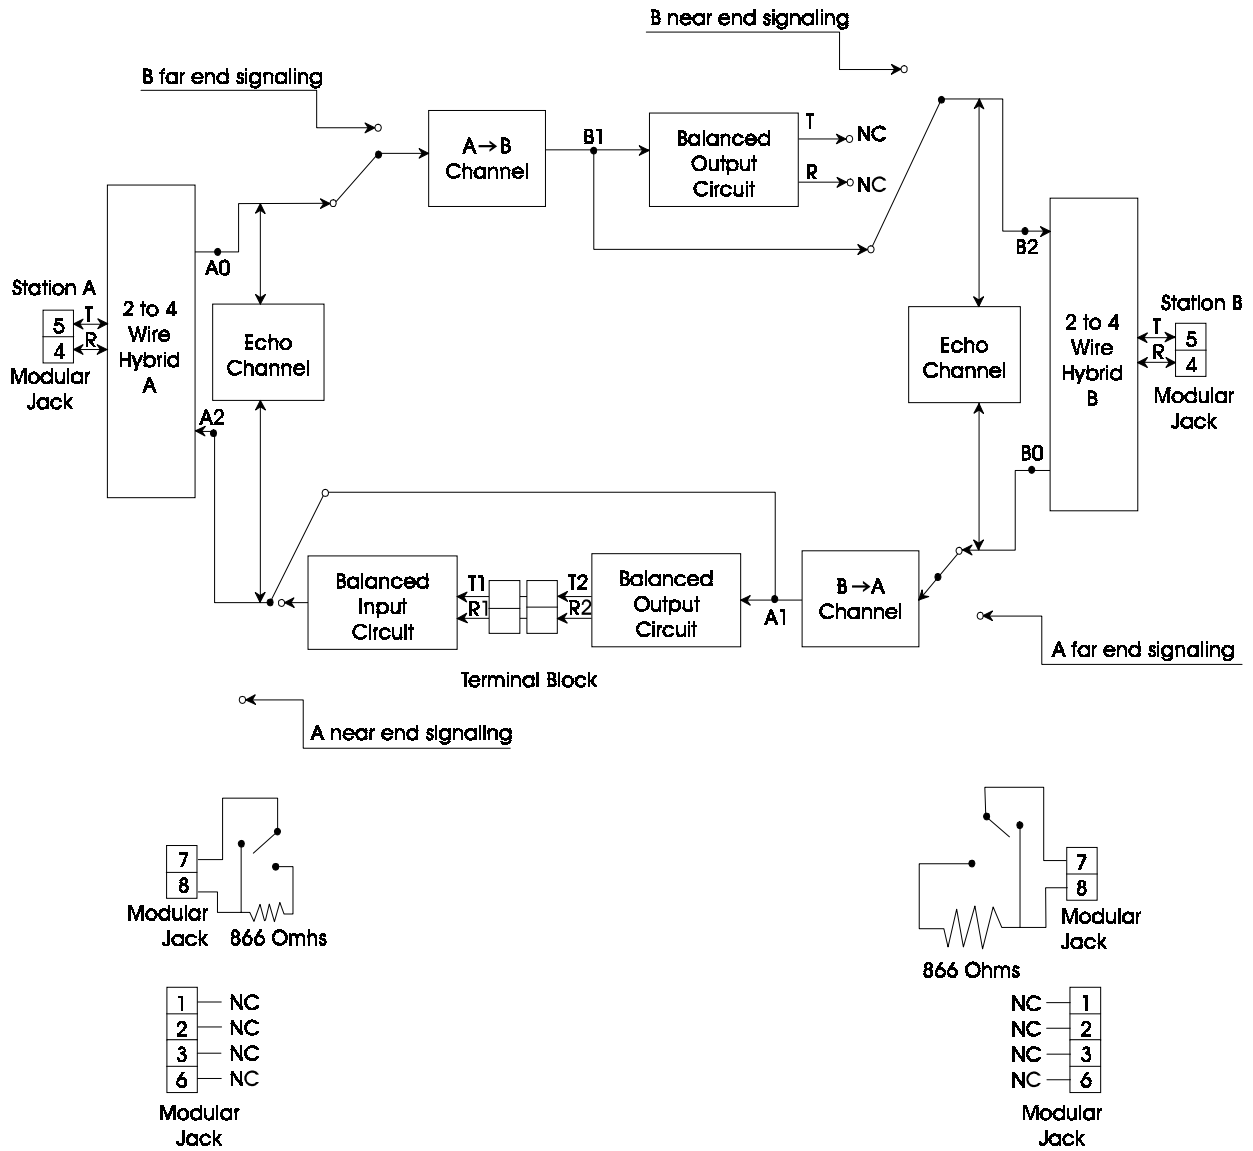 B near end signaling
B far end signaling
A→B
Channel
B1
Balanced
Output
Circuit
T
NC
R
NC
A0
B2
Station A
5
4
T
R
Modular
Jack
2 to 4
Wire
Hybrid
A
Echo
Channel
A2
Echo
Channel
2 to 4
Wire
Hybrid
B
Station B
T
R
5
4
Modular
Jack
B0
Balanced
Input
Circuit
T1
R1
T2
R2
Terminal Block
Balanced
Output
Circuit
A1
B→A
Channel
A far end signaling
A near end signaling
7
8
Modular
Jack
866 Omhs
7
8
Modular
Jack
866 Ohms
1 NC
2 NC
3 NC
6 NC
Modular
Jack
NC 1
NC 2
NC 3
NC 6
Modular
Jack